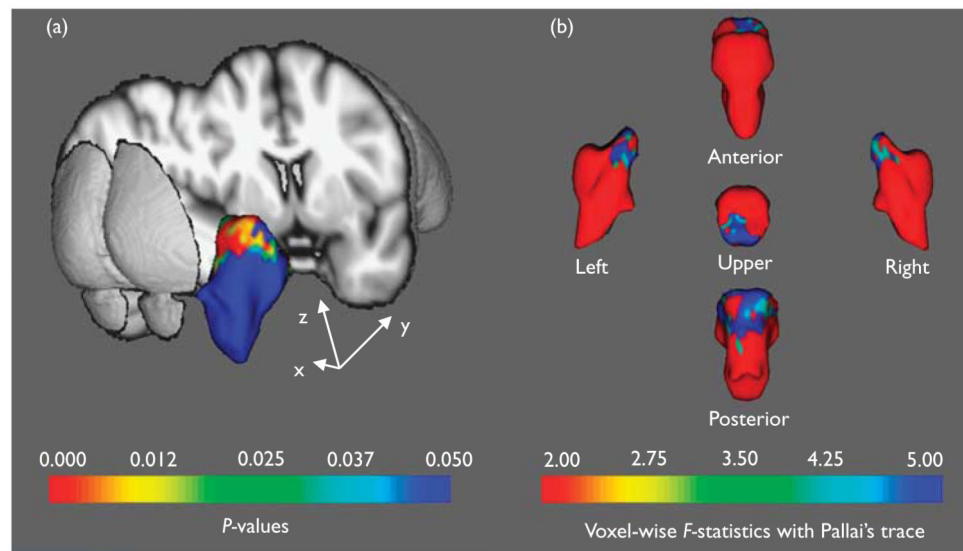 (a)
z
y
x
0.000 0.012 0.025 0.037 0.050
P-values
(b)
Anterior
Left
Upper
Right
Posterior
2.00 2.75 3.50 4.25 5.00
Voxel-wise F-statistics with Pallai's trace